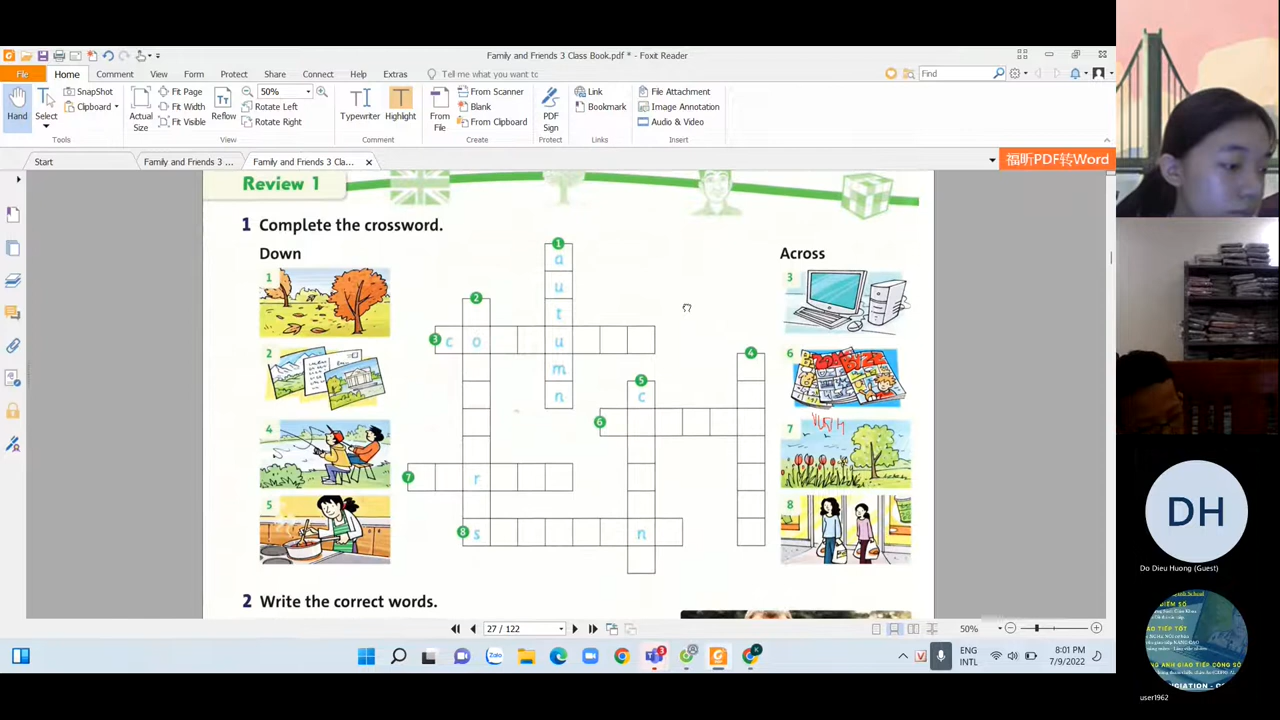 Family and Friends 3 Class Book.pdf * - Foxit Reader
File Home Comment View Form Protect Share Connect Help Extras Tell me what you want tc Find
Hand
Select
SnapShot
Clipboard
Actual Size
Fit Page
Fit Width
Fit Visible
Reflow
50%
Rotate Left
Rotate Right
Typewriter
Highlight
From File
From Scanner
Blank
From Clipboard
PDF Sign
Link
Bookmark
File Attachment
Image Annotation
Audio & Video
Tools View Comment Create Protect Links Insert
Start Family and Friends 3 ... Family and Friends 3 Cla...
福昕PDF转Word
Review 1
1 Complete the crossword.
Down
Across
1
2
4
5
3
6
7
8
1
a
u
t
u
m
n
2
3 c o
4
5
c
6
7 r
8 s n
2 Write the correct words.
27 / 122
50%
Zalo
ENG
INTL
8:01 PM
7/9/2022
DH
Do Dieu Huong (Guest)
user1962